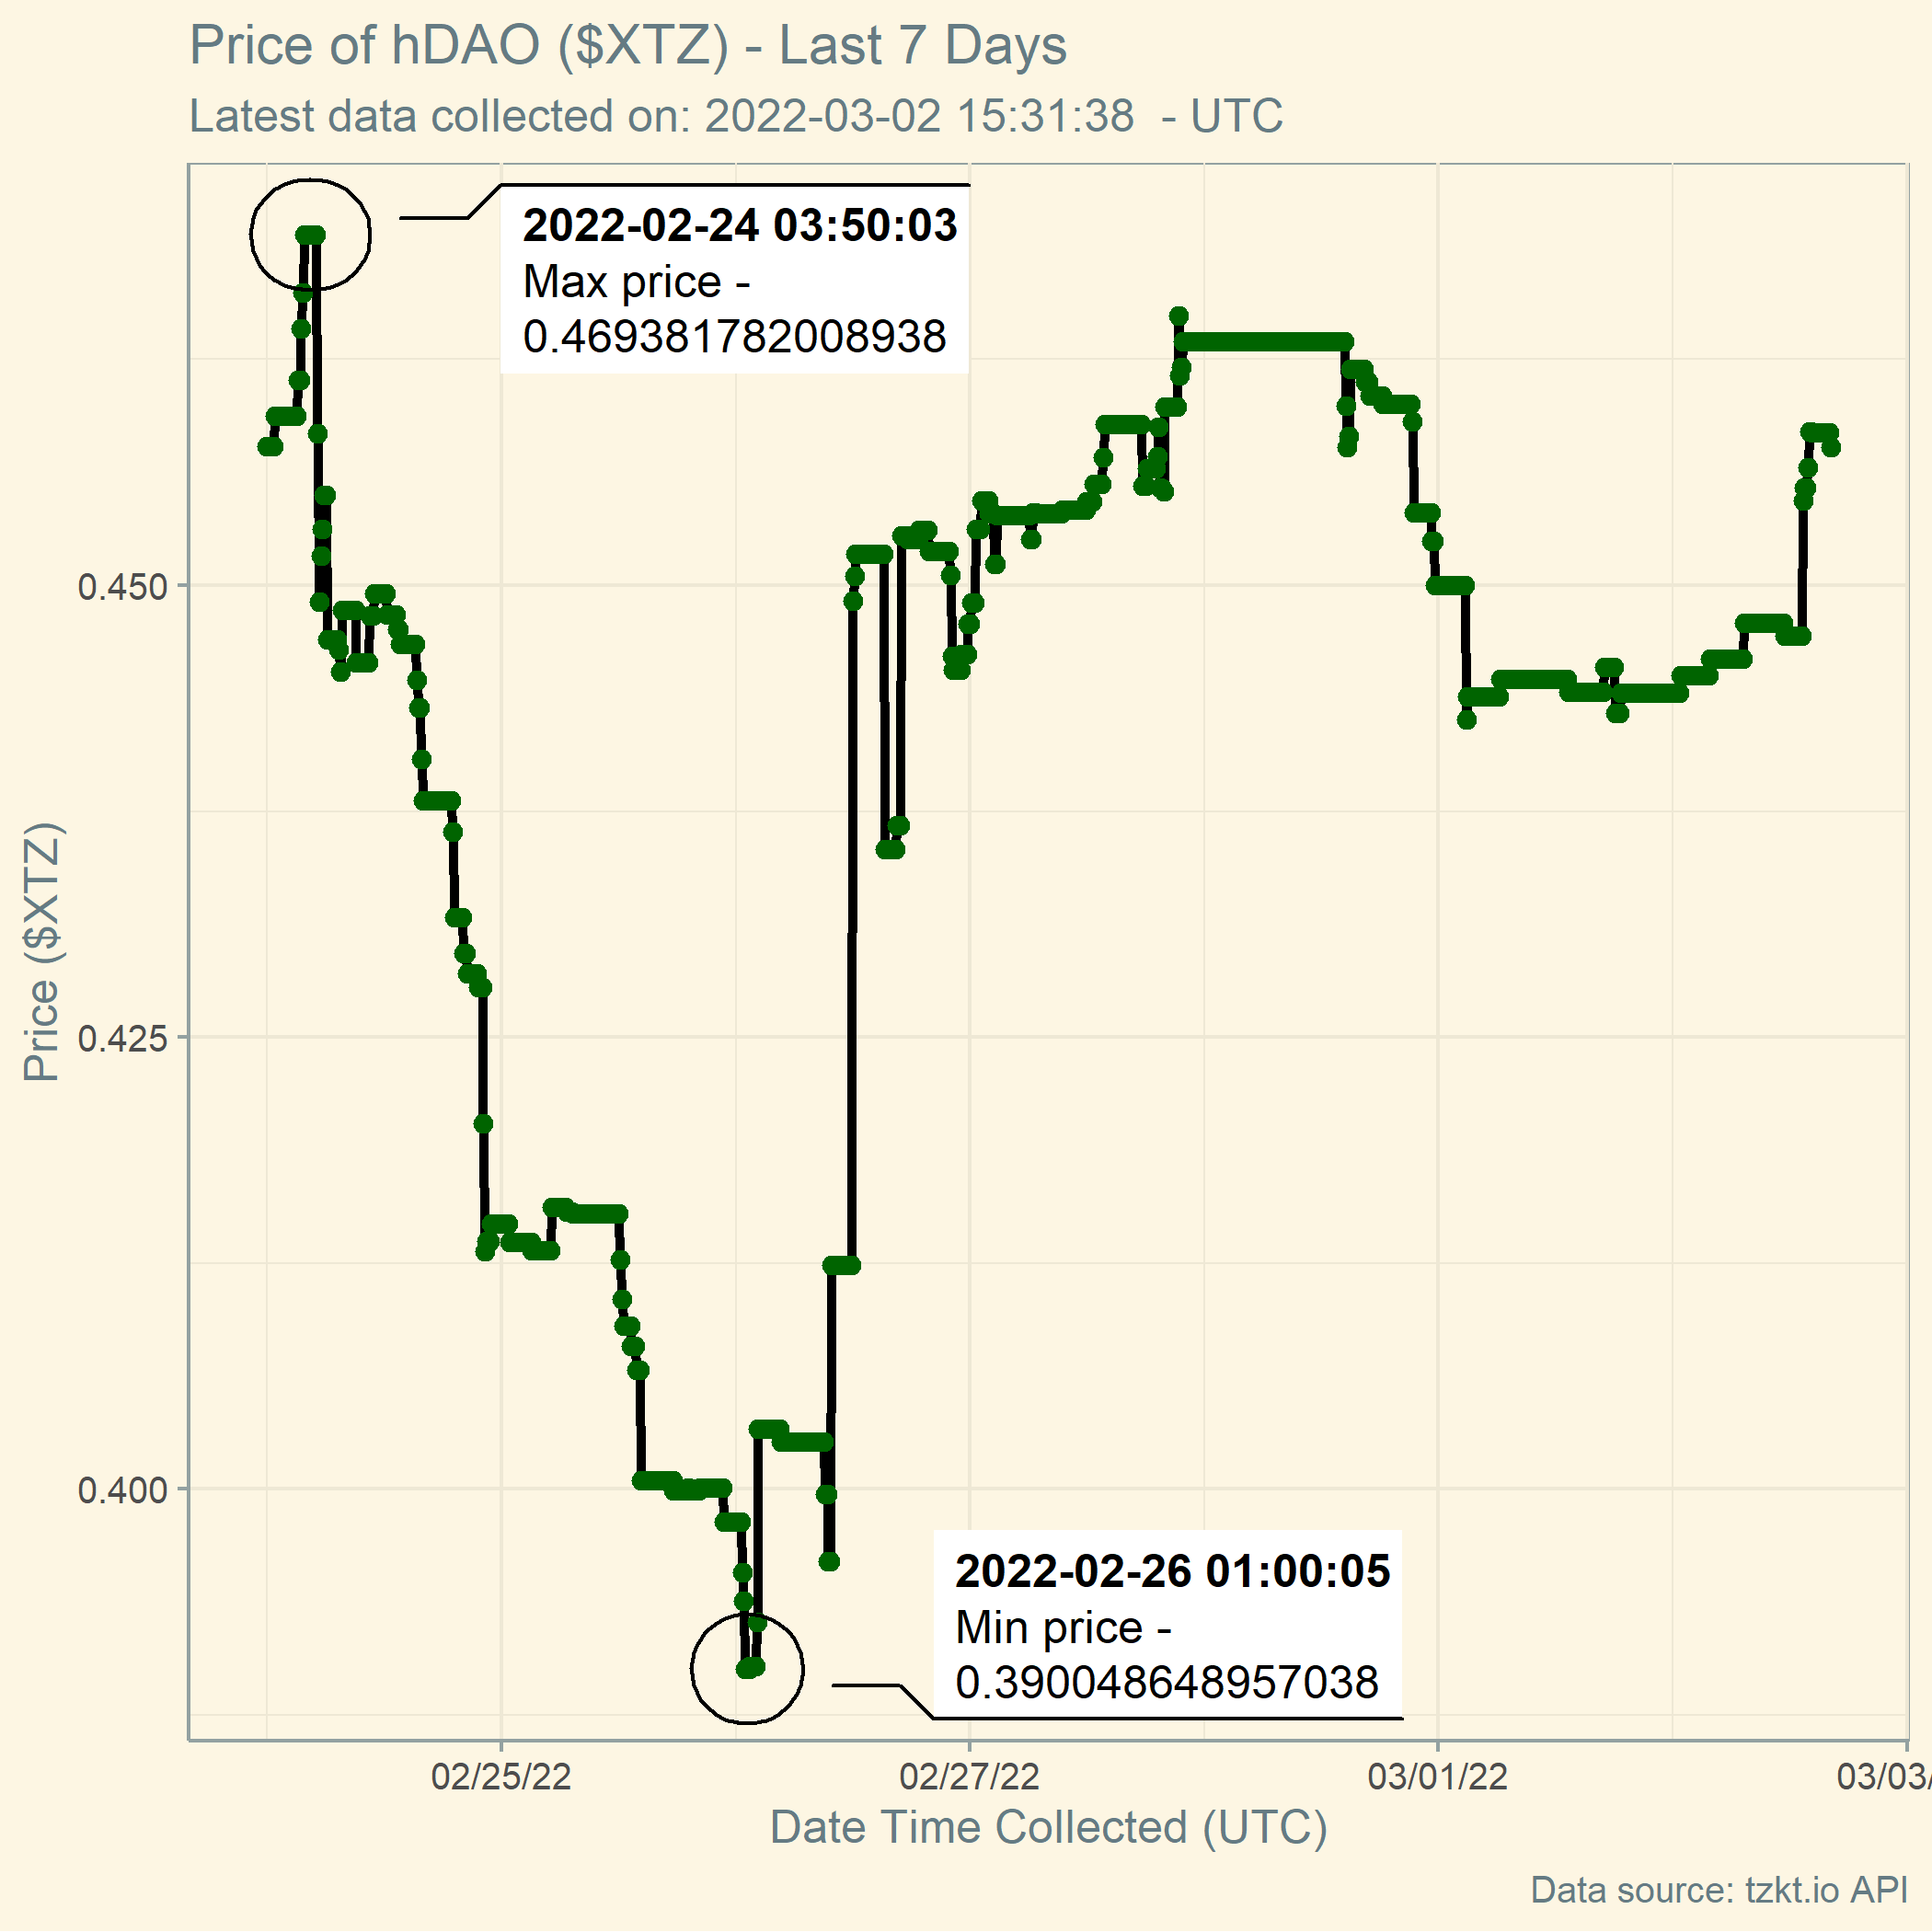 Price of hDAO ($XTZ) - Last 7 Days
Latest data collected on: 2022-03-02 15:31:38  - UTC
2022-02-24 03:50:03
Max price -
0.469381782008938
0.450
0.425
0.400
Price ($XTZ)
2022-02-26 01:00:05
Min price -
0.390048648957038
02/25/22
02/27/22
03/01/22
03/03/
Date Time Collected (UTC)
Data source: tzkt.io API